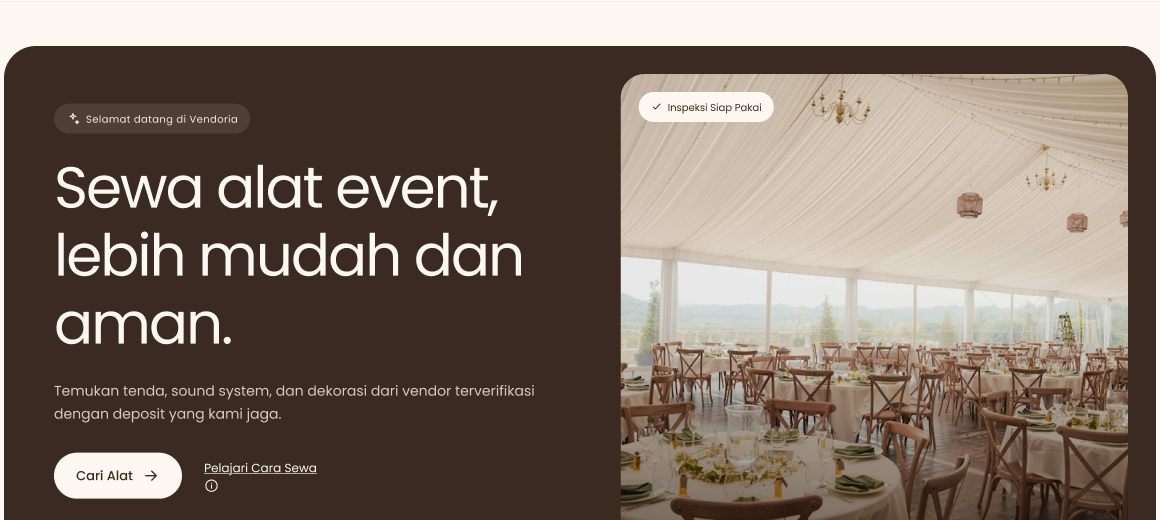 Selamat datang di Vendoria
Sewa alat event,
lebih mudah dan
aman.
Temukan tenda, sound system, dan dekorasi dari vendor terverifikasi
dengan deposit yang kami jaga.
Cari Alat
Pelajari Cara Sewa
Inspeksi Siap Pakai